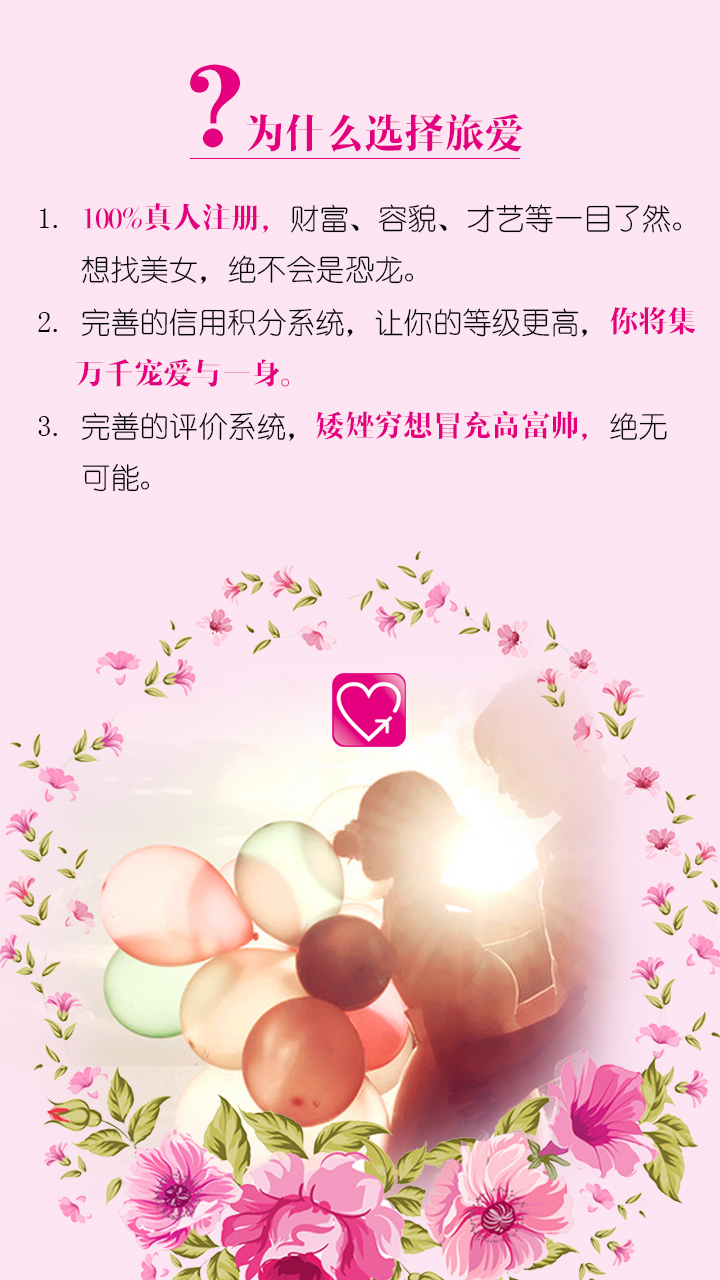 ?为什么选择旅爱
1. 100%真人注册，财富、容貌、才艺等一目了然。
想找美女，绝不会是恐龙。
2. 完善的信用积分系统，让你的等级更高，你将集
万千宠爱与一身。
3. 完善的评价系统，矮矬穷想冒充高富帅，绝无
可能。